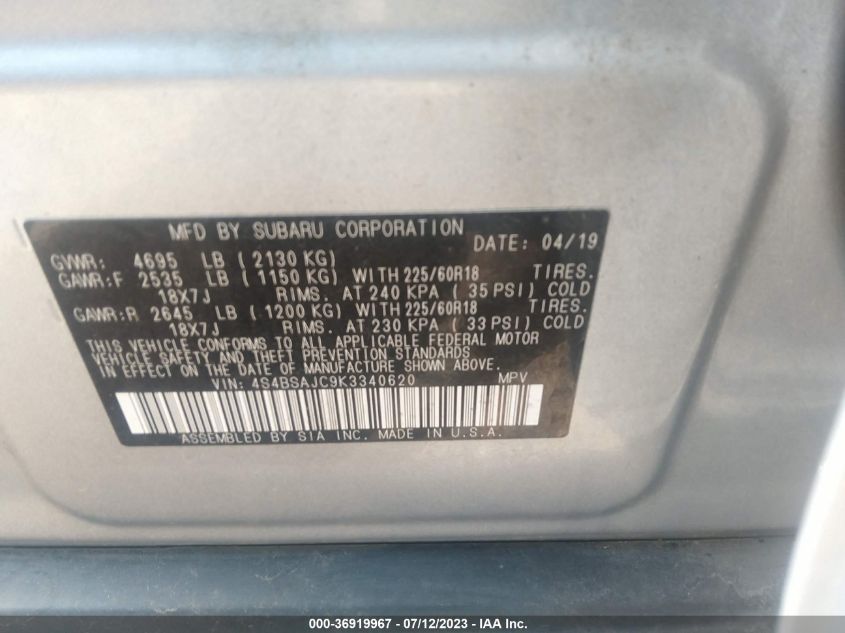 MFD BY SUBARU CORPORATION DATE: 04/19
GVWR: 4695 LB ( 2130 KG)
GAWR:F 2535 LB ( 1150 KG) WITH 225/60R18 TIRES.
18X7J RIMS. AT 240 KPA ( 35 PSI) COLD
GAWR:R 2645 LB ( 1200 KG) WITH 225/60R18 TIRES.
18X7J RIMS. AT 230 KPA ( 33 PSI) COLD
THIS VEHICLE CONFORMS TO ALL APPLICABLE FEDERAL MOTOR
VEHICLE SAFETY AND THEFT PREVENTION STANDARDS
IN EFFECT ON THE DATE OF MANUFACTURE SHOWN ABOVE.
VIN: 4S4BSAJC9K3340620 MPV
ASSEMBLED BY SIA INC. MADE IN U.S.A.
000-36919967 - 07/12/2023 - IAA Inc.